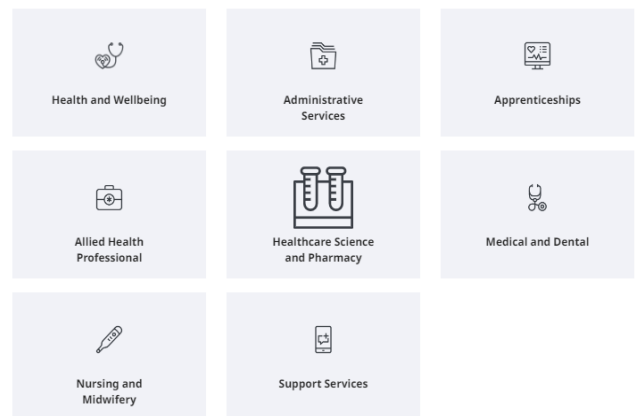 Health and Wellbeing
Administrative
Services
Apprenticeships
Allied Health
Professional
Healthcare Science
and Pharmacy
Medical and Dental
Nursing and
Midwifery
Support Services